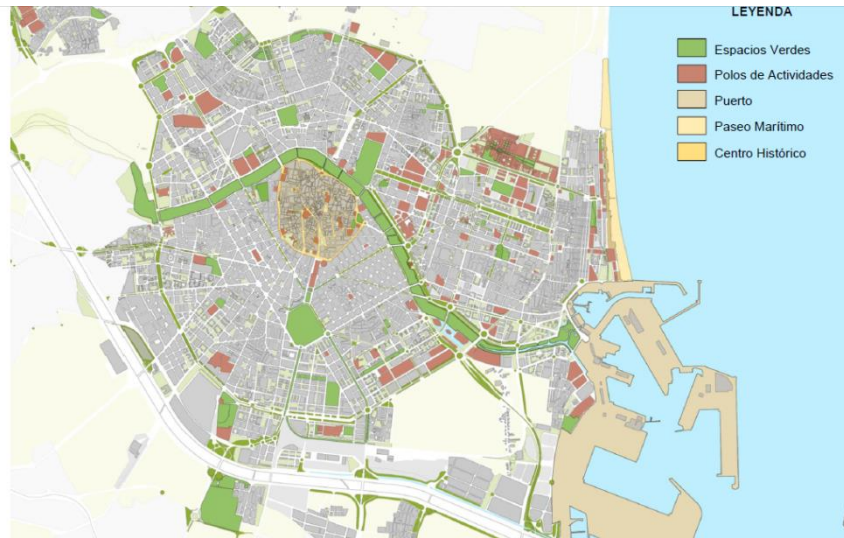 LEYENDA
Espacios Verdes
Polos de Actividades
Puerto
Paseo Marítimo
Centro Histórico